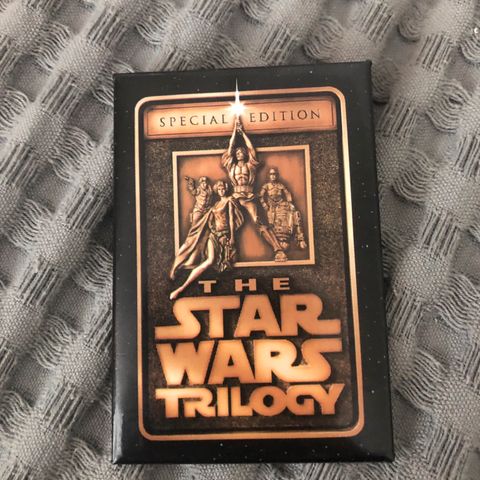 SPECIAL EDITION
THE
STAR
WARS
TRILOGY